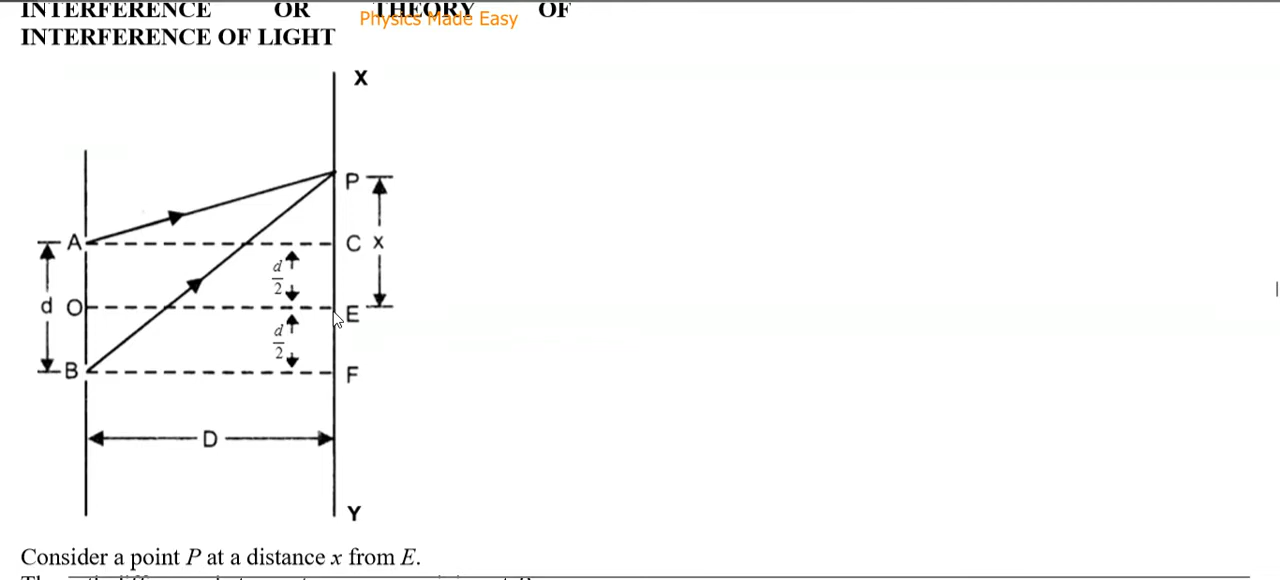 INTERFERENCE OR THEORY OF
Physics Made Easy
INTERFERENCE OF LIGHT
X
P
A
C x
d
2
d O
E
d
2
B
F
D
Y
Consider a point P at a distance x from E.